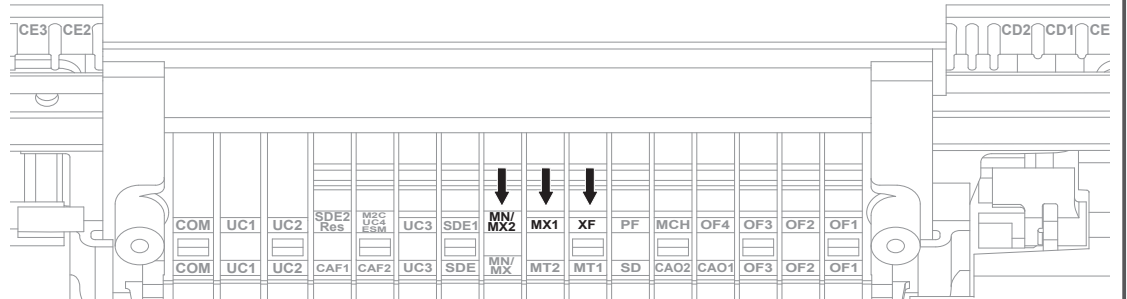 CE3 CE2 CD2 CD1 CE
COM UC1 UC2 SDE2 Res M2C UC4 ESM UC3 SDE1 MN/ MX2 MX1 XF PF MCH OF4 OF3 OF2 OF1
COM UC1 UC2 CAF1 CAF2 UC3 SDE MN/ MX MT2 MT1 SD CAO2 CAO1 OF3 OF2 OF1